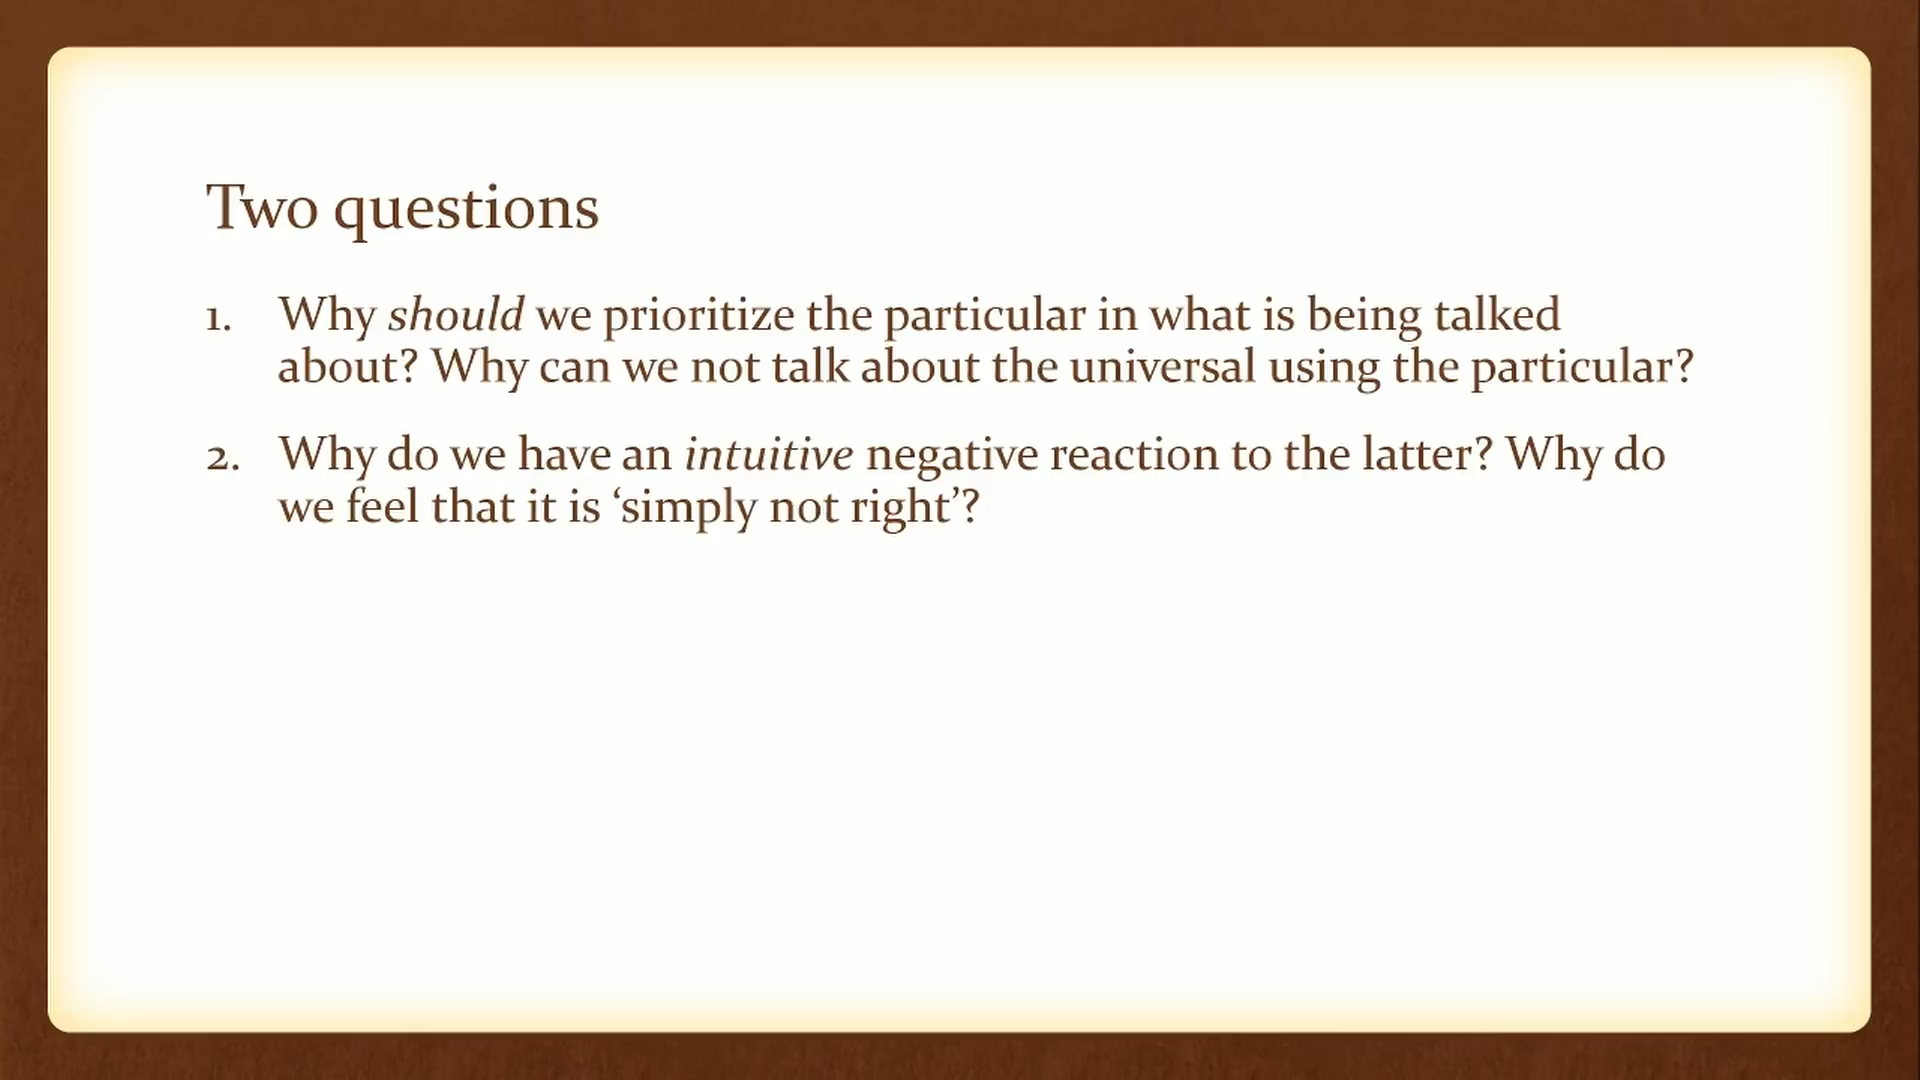 Two questions
1. Why should we prioritize the particular in what is being talked
about? Why can we not talk about the universal using the particular?
2. Why do we have an intuitive negative reaction to the latter? Why do
we feel that it is ‘simply not right’?